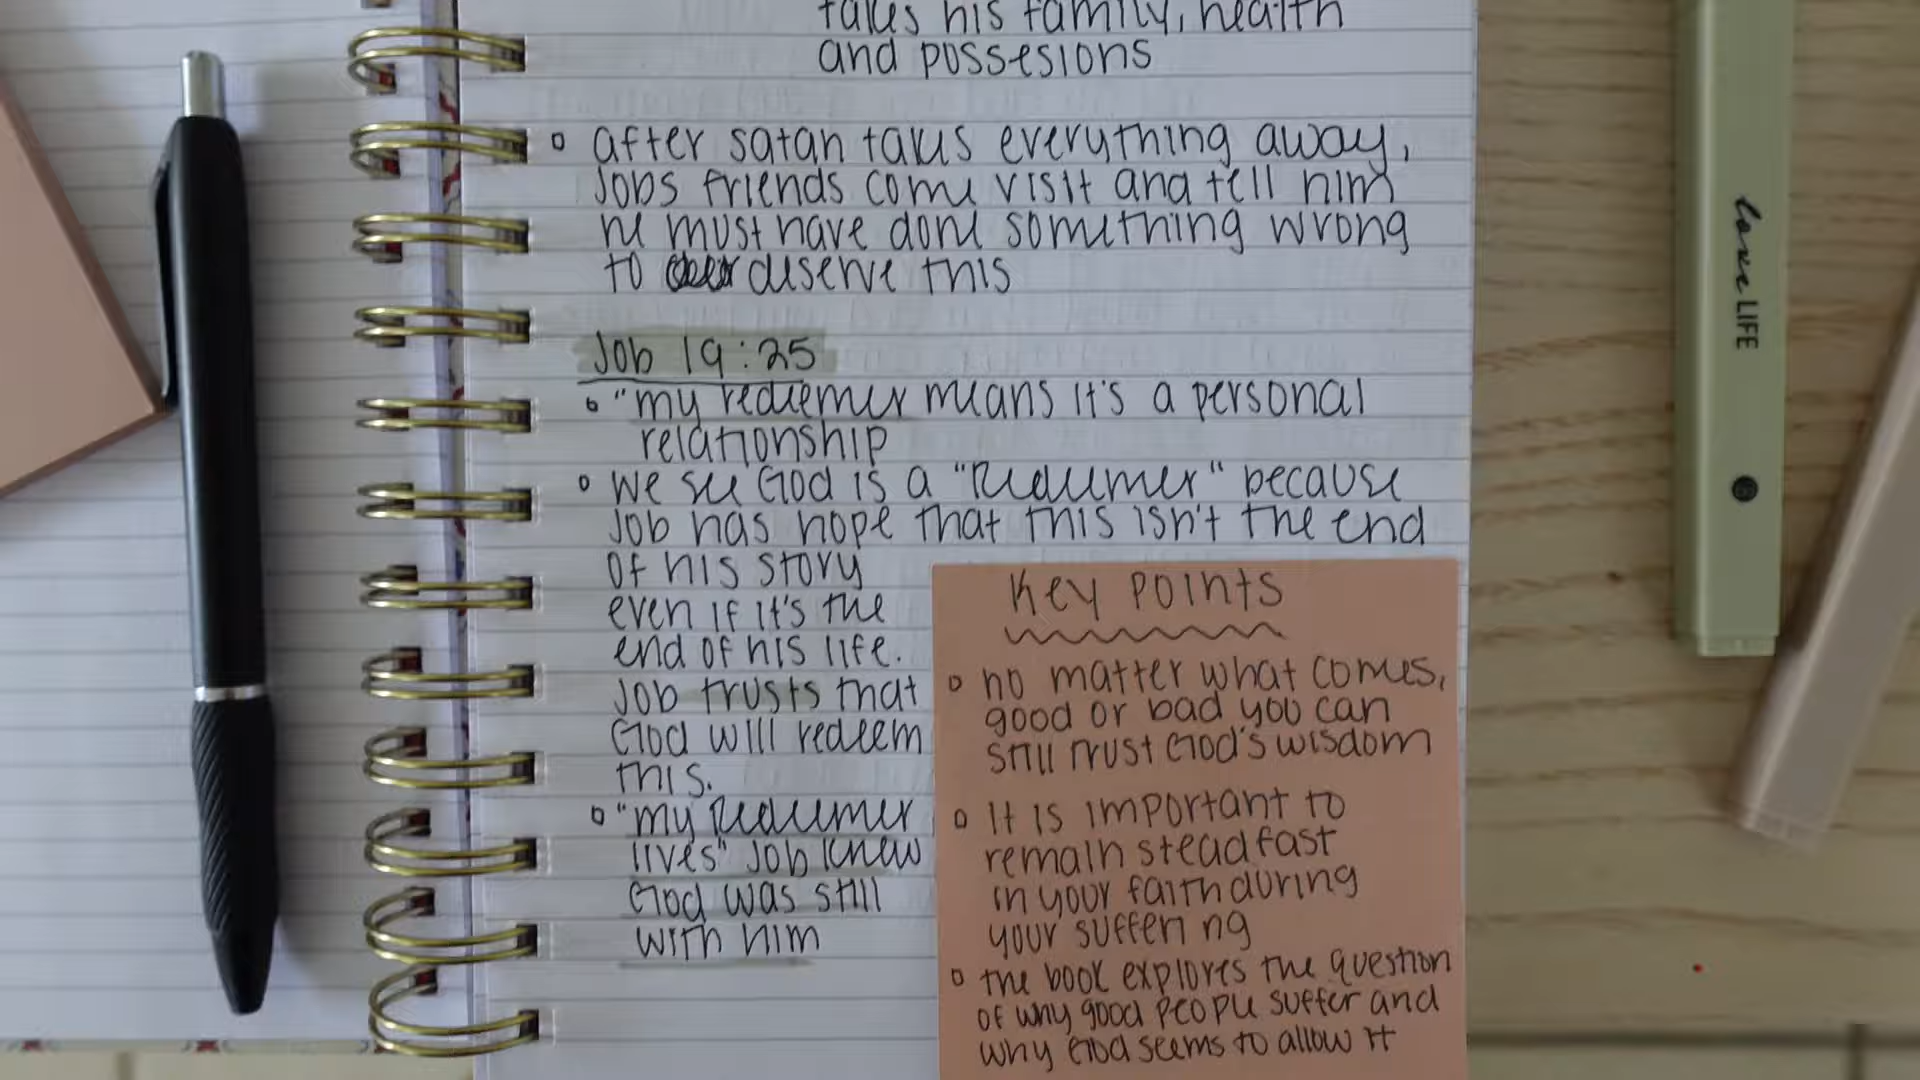 takes his family, health
and possesions
after satan takes everything away,
Jobs friends come visit and tell him
he must have done something wrong
to deserve this
Job 19:25
"my redeemer means it's a personal
relationship
we see God is a "Redeemer" because
Job has hope that this isn't the end
of his story
even if it's the
end of his life.
Job trusts that
God will redeem
this.
"my Redeemer
lives" Job knew
God was still
with him
Key points
no matter what comes,
good or bad you can
still trust God's wisdom
It is important to
remain steadfast
in your faith during
your suffering
the book explores the question
of why good people suffer and
why God seems to allow it
love LIFE